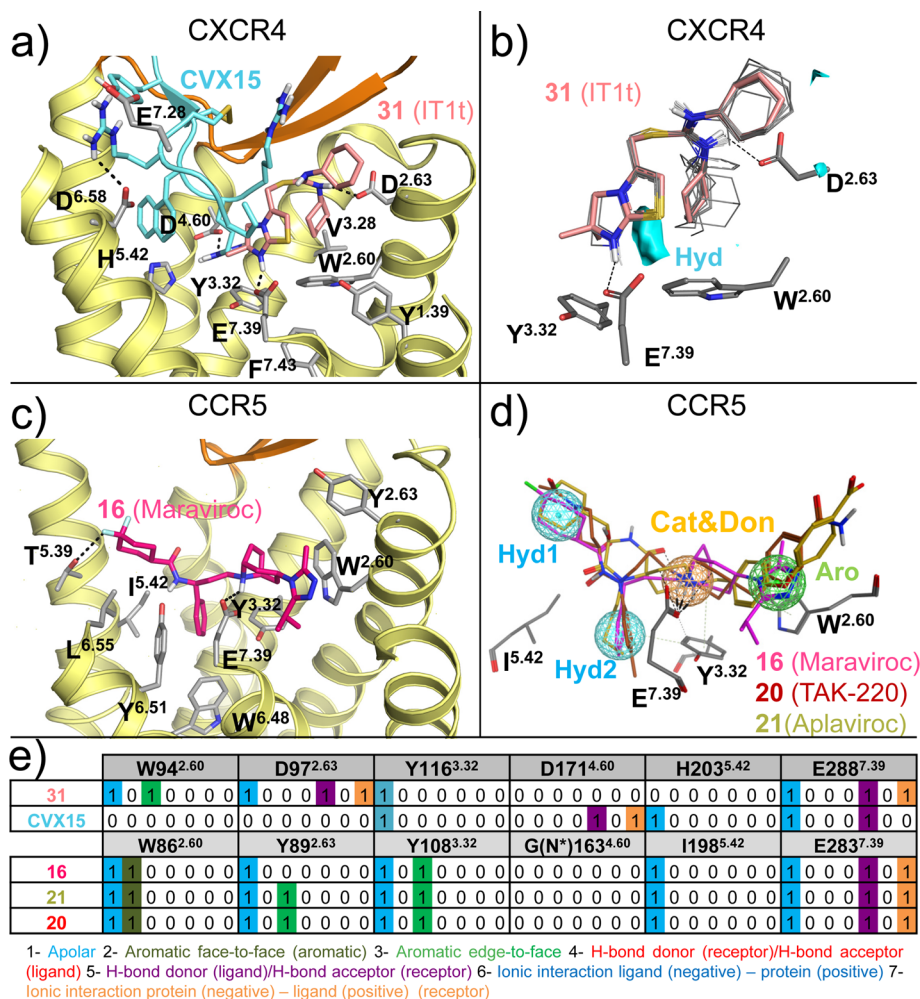 a)
CXCR4
CVX15
E7.28
31 (IT1t)
D6.58
D4.60
D2.63
V3.28
H5.42
W2.60
Y3.32
E7.39
Y1.39
F7.43
b)
CXCR4
31 (IT1t)
D2.63
Hyd
W2.60
Y3.32
E7.39
c)
CCR5
16 (Maraviroc)
Y2.63
T5.39
W2.60
I5.42
Y3.32
L6.55
E7.39
Y6.51
W6.48
d)
CCR5
Cat&Don
Hyd1
Aro
W2.60
I5.42
Hyd2
Y3.32
E7.39
16 (Maraviroc)
20 (TAK-220)
21(Aplaviroc)
e)
W942.60 D972.63 Y1163.32 D1714.60 H2035.42 E2887.39
31 1 0 1 0 0 0 0 1 0 0 0 1 0 1 1 0 0 0 0 0 0 0 0 0 0 0 0 0 0 0 0 0 0 0 0 1 0 0 0 1 0 1
CVX15 0 0 0 0 0 0 0 0 0 0 0 0 0 0 1 0 0 0 0 0 0 0 0 0 0 1 0 1 1 0 0 0 0 0 0 1 0 0 0 1 0 0
W862.60 Y892.63 Y1083.32 G(N*)1634.60 I1985.42 E2837.39
16 1 1 0 0 0 0 0 1 0 0 0 0 0 0 1 0 1 0 0 0 0 0 0 0 0 0 0 0 1 0 0 0 0 0 0 1 0 0 0 1 0 1
21 1 1 0 0 0 0 0 1 0 1 0 0 0 0 1 0 1 0 0 0 0 0 0 0 0 0 0 0 1 0 0 0 0 0 0 1 0 0 0 1 0 1
20 1 1 0 0 0 0 0 1 0 1 0 0 0 0 1 0 1 0 0 0 0 0 0 0 0 0 0 0 1 0 0 0 0 0 0 1 0 0 0 1 0 1
1- Apolar 2- Aromatic face-to-face (aromatic) 3- Aromatic edge-to-face 4- H-bond donor (receptor)/H-bond acceptor
(ligand) 5- H-bond donor (ligand)/H-bond acceptor (receptor) 6- Ionic interaction ligand (negative) – protein (positive) 7-
Ionic interaction protein (negative) – ligand (positive) (receptor)